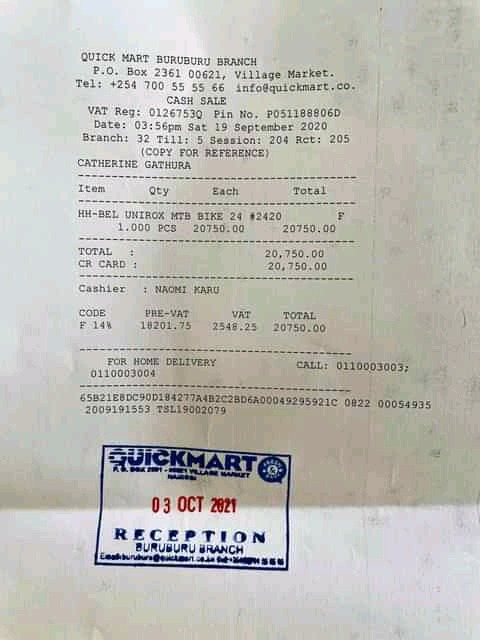 QUICK MART BURUBURU BRANCH
P.O. Box 2361 00621, Village Market.
Tel: +254 700 55 55 66 info@quickmart.co.
CASH SALE
VAT Reg: 0126753Q Pin No. P051188806D
Date: 03:56pm Sat 19 September 2020
Branch: 32 Till: 5 Session: 204 Rct: 205
(COPY FOR REFERENCE)
CATHERINE GATHURA
Item Qty Each Total
HH-BEL UNIROX MTB BIKE 24 #2420 F
1.000 PCS 20750.00 20750.00
TOTAL : 20,750.00
CR CARD : 20,750.00
Cashier : NAOMI KARU
CODE PRE-VAT VAT TOTAL
F 14% 18201.75 2548.25 20750.00
FOR HOME DELIVERY CALL: 0110003003;
0110003004
65B21E8DC90D184277A4B2C2BD6A00049295921C 0822 00054935
2009191553 TSL19002079
QUICKMART
P. O. BOX 2361 - 00621 VILLAGE MARKET
NAIROBI
03 OCT 2021
RECEPTION
BURUBURU BRANCH